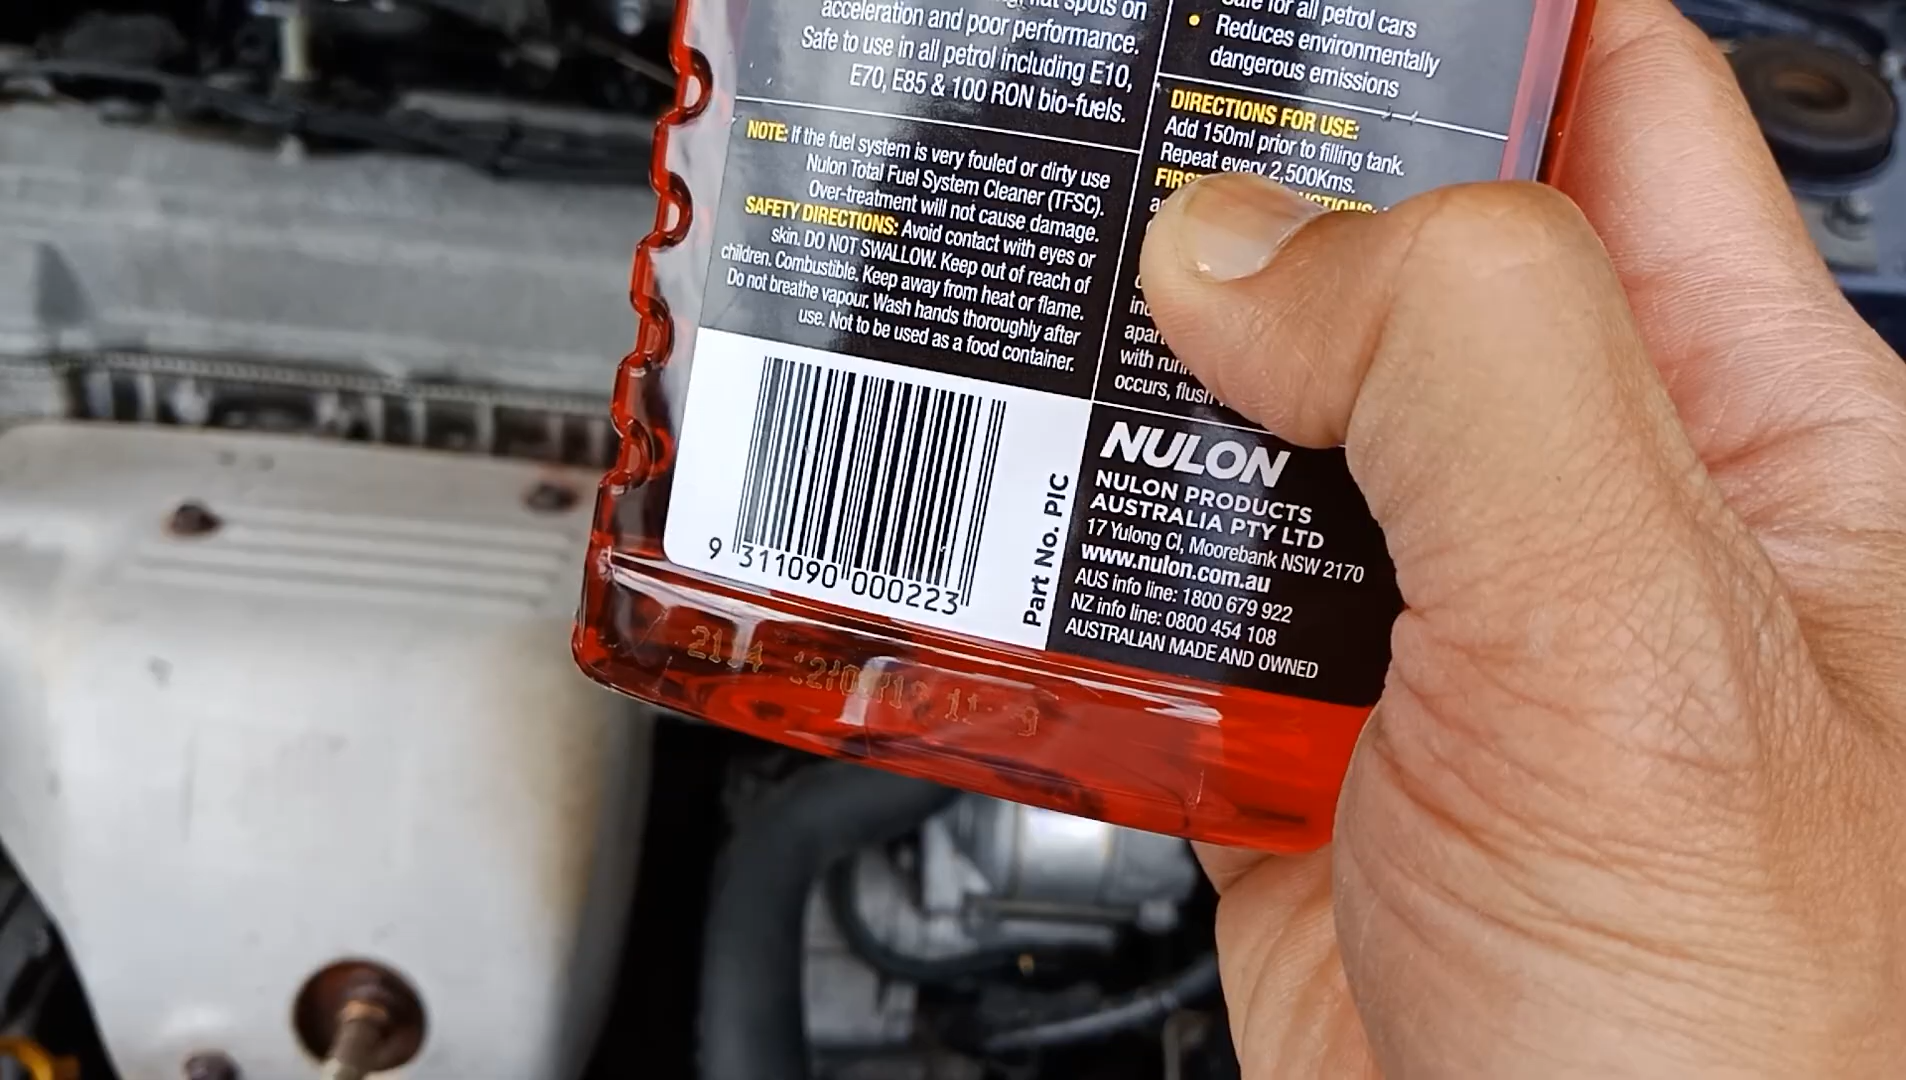 flat spots on
acceleration and poor performance.
Safe to use in all petrol including E10,
E70, E85 & 100 RON bio-fuels.
NOTE: If the fuel system is very fouled or dirty use
Nulon Total Fuel System Cleaner (TFSC).
Over-treatment will not cause damage.
SAFETY DIRECTIONS: Avoid contact with eyes or
skin. DO NOT SWALLOW. Keep out of reach of
children. Combustible. Keep away from heat or flame.
Do not breathe vapour. Wash hands thoroughly after
use. Not to be used as a food container.
9 311090 000223
Part No. PIC
Safe for all petrol cars
• Reduces environmentally
dangerous emissions
DIRECTIONS FOR USE:
Add 150ml prior to filling tank.
Repeat every 2,500Kms.
with
occurs, flush
NULON
NULON PRODUCTS
AUSTRALIA PTY LTD
17 Yulong Cl, Moorebank NSW 2170
www.nulon.com.au
AUS info line: 1800 679 922
NZ info line: 0800 454 108
AUSTRALIAN MADE AND OWNED